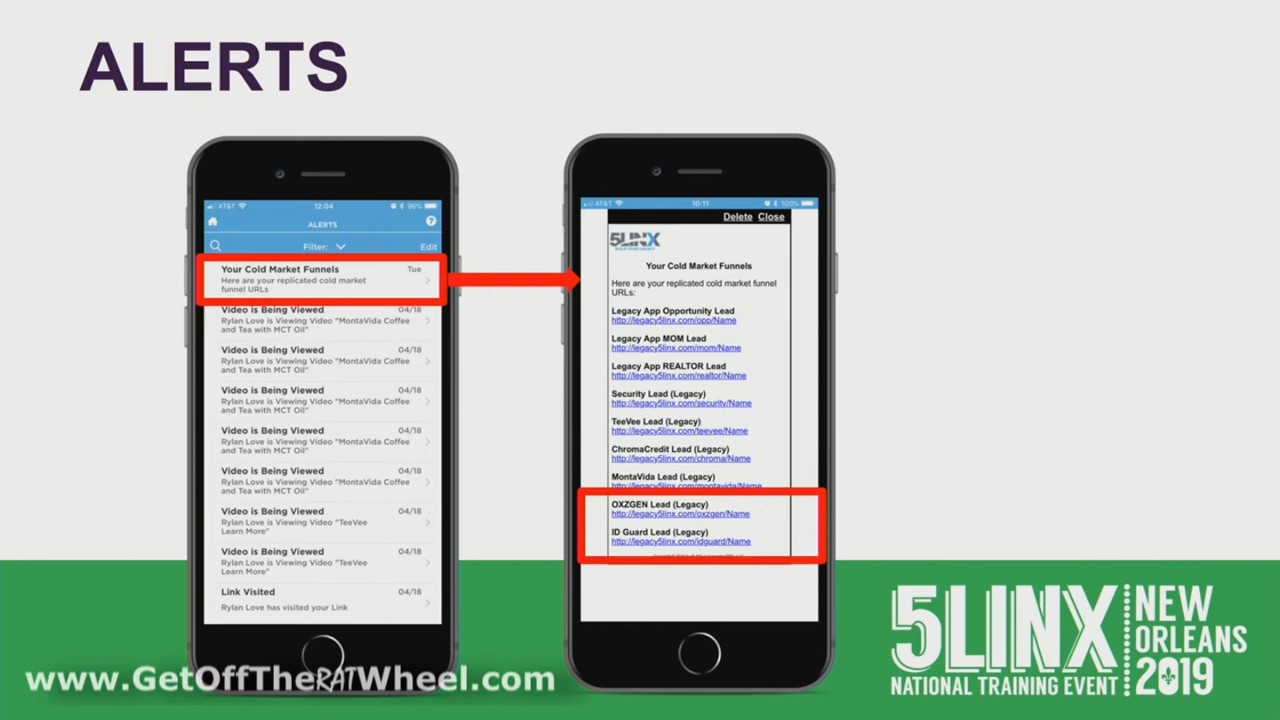 ALERTS
AT&T
12:04
96%
ALERTS
?
Filter:
Edit
Your Cold Market Funnels
Tue
Here are your replicated cold market
funnel URLs
Video is Being Viewed
04/18
Rylan Love is Viewing Video "MontaVida Coffee
and Tea with MCT Oil"
Video is Being Viewed
04/18
Rylan Love is Viewing Video "MontaVida Coffee
and Tea with MCT Oil"
Video is Being Viewed
04/18
Rylan Love is Viewing Video "MontaVida Coffee
and Tea with MCT Oil"
Video is Being Viewed
04/18
Rylan Love is Viewing Video "MontaVida Coffee
and Tea with MCT Oil"
Video is Being Viewed
04/18
Rylan Love is Viewing Video "MontaVida Coffee
and Tea with MCT Oil"
Video is Being Viewed
04/18
Rylan Love is Viewing Video "TeeVee
Learn More"
Video is Being Viewed
04/18
Rylan Love is Viewing Video "TeeVee
Learn More"
Link Visited
04/18
Rylan Love has visited your Link
AT&T
10:11
100%
Delete Close
5LINX
Your Cold Market Funnels
Here are your replicated cold market funnel
URLs:
Legacy App Opportunity Lead
http://legacy5linx.com/opp/Name
Legacy App MOM Lead
http://legacy5linx.com/mom/Name
Legacy App REALTOR Lead
http://legacy5linx.com/realtor/Name
Security Lead (Legacy)
http://legacy5linx.com/security/Name
TeeVee Lead (Legacy)
http://legacy5linx.com/teevee/Name
ChromaCredit Lead (Legacy)
http://legacy5linx.com/chroma/Name
MontaVida Lead (Legacy)
http://legacy5linx.com/montavida/Name
OXZGEN Lead (Legacy)
http://legacy5linx.com/oxzgen/Name
ID Guard Lead (Legacy)
http://legacy5linx.com/idguard/Name
www.GetOffTheRATWheel.com
5LINX
NATIONAL TRAINING EVENT
NEW
ORLEANS
2019